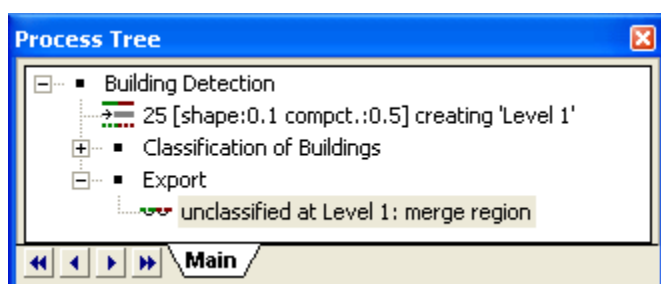 Process Tree
Building Detection
25 [shape:0.1 compct.:0.5] creating 'Level 1'
Classification of Buildings
Export
unclassified at Level 1: merge region
Main